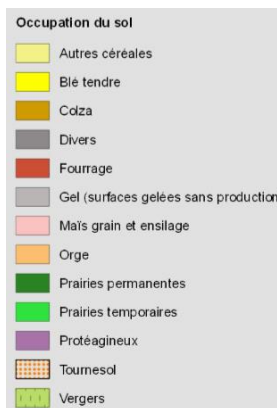 Occupation du sol
Autres céréales
Blé tendre
Colza
Divers
Fourrage
Gel (surfaces gelées sans production
Maïs grain et ensilage
Orge
Prairies permanentes
Prairies temporaires
Protéagineux
Tournesol
Vergers